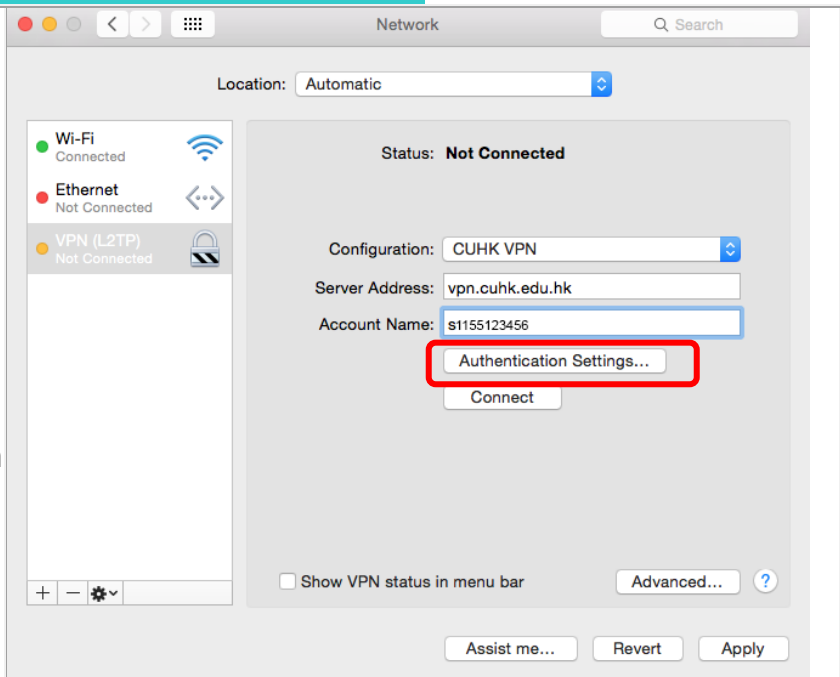 Network
Search
Location: Automatic
Wi-Fi
Connected
Ethernet
Not Connected
VPN (L2TP)
Not Connected
Status: Not Connected
Configuration: CUHK VPN
Server Address: vpn.cuhk.edu.hk
Account Name: s1155123456
Authentication Settings...
Connect
Show VPN status in menu bar
Advanced... ?
Assist me... Revert Apply